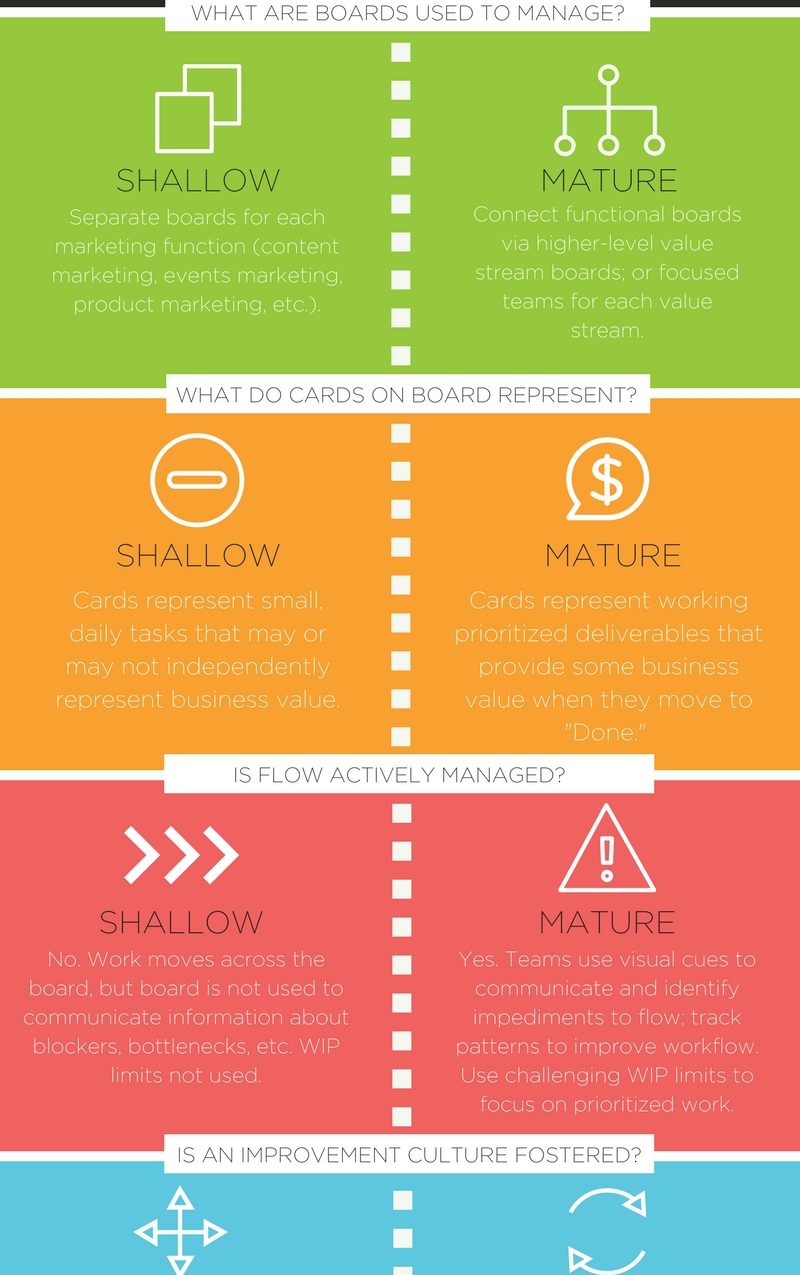 WHAT ARE BOARDS USED TO MANAGE?
SHALLOW
Separate boards for each
marketing function (content
marketing, events marketing,
product marketing, etc.).
MATURE
Connect functional boards
via higher-level value
stream boards; or focused
teams for each value
stream.
WHAT DO CARDS ON BOARD REPRESENT?
SHALLOW
Cards represent small,
daily tasks that may or
may not independently
represent business value.
MATURE
Cards represent working
prioritized deliverables that
provide some business
value when they move to
"Done."
IS FLOW ACTIVELY MANAGED?
SHALLOW
No. Work moves across the
board, but board is not used to
communicate information about
blockers, bottlenecks, etc. WIP
limits not used.
MATURE
Yes. Teams use visual cues to
communicate and identify
impediments to flow; track
patterns to improve workflow.
Use challenging WIP limits to
focus on prioritized work.
IS AN IMPROVEMENT CULTURE FOSTERED?